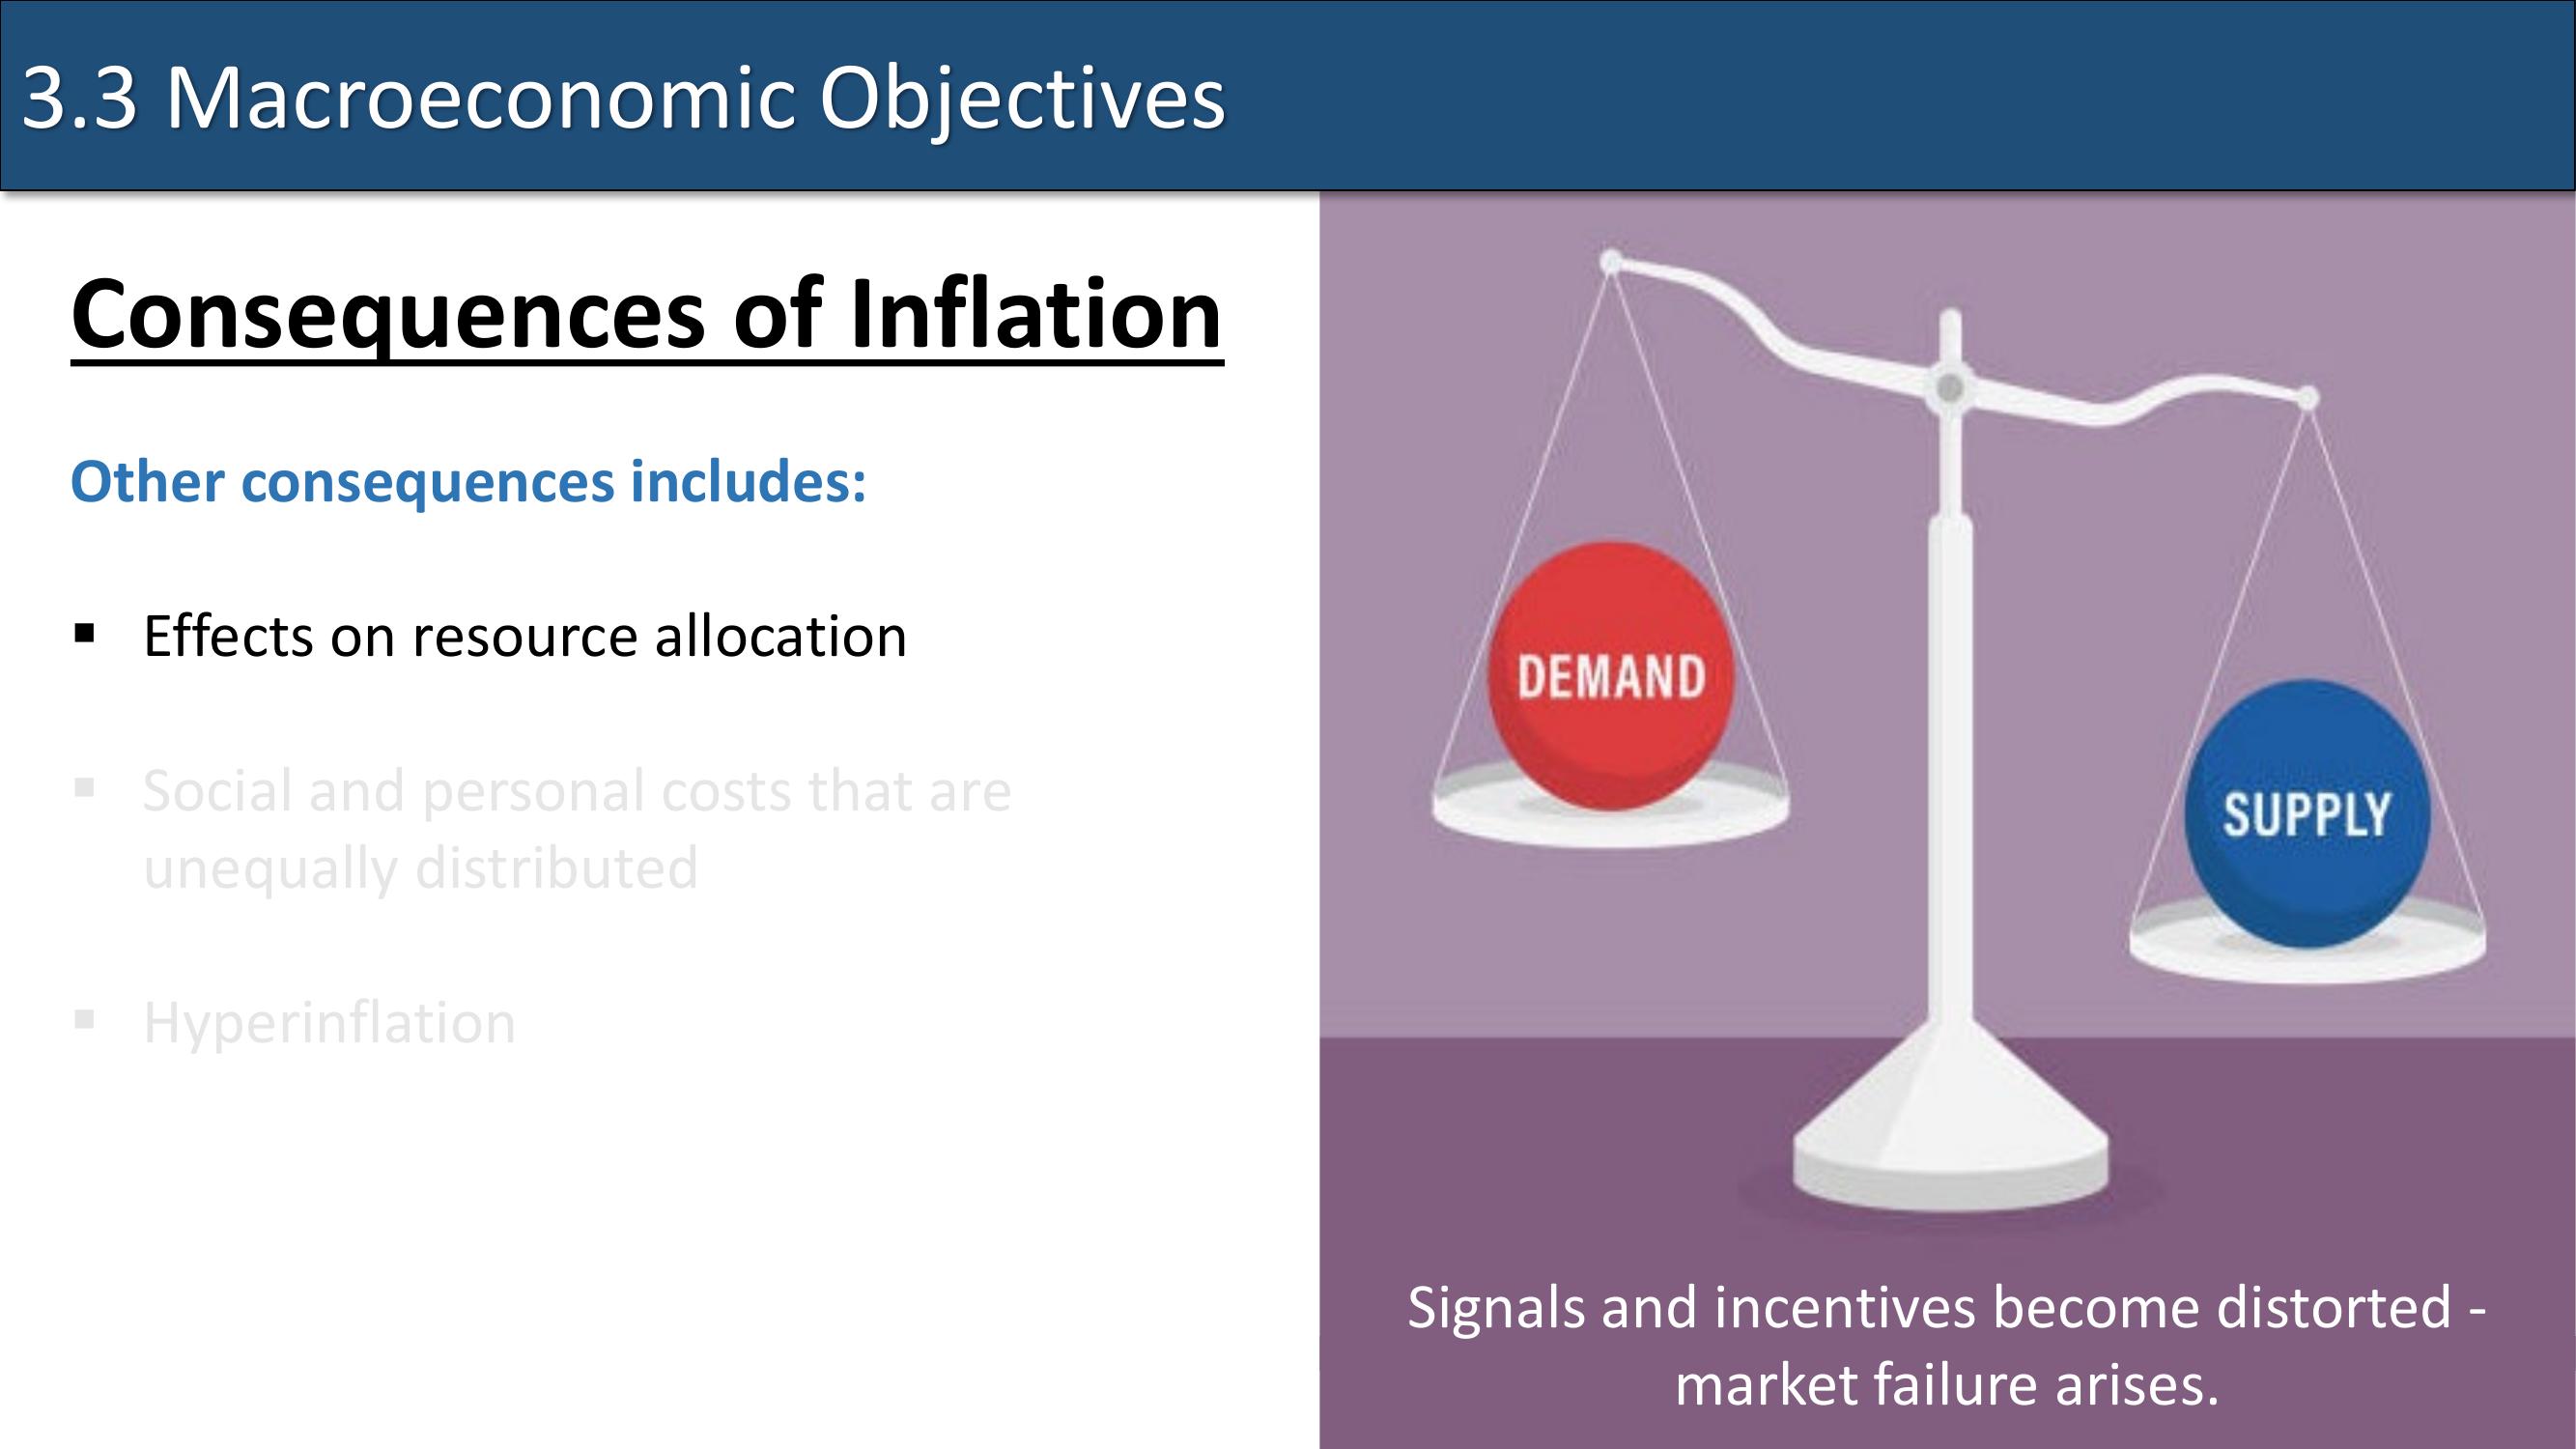 3.3 Macroeconomic Objectives
Consequences of Inflation
Other consequences includes:
▪ Effects on resource allocation
▪ Social and personal costs that are
unequally distributed
▪ Hyperinflation
DEMAND
SUPPLY
Signals and incentives become distorted -
market failure arises.